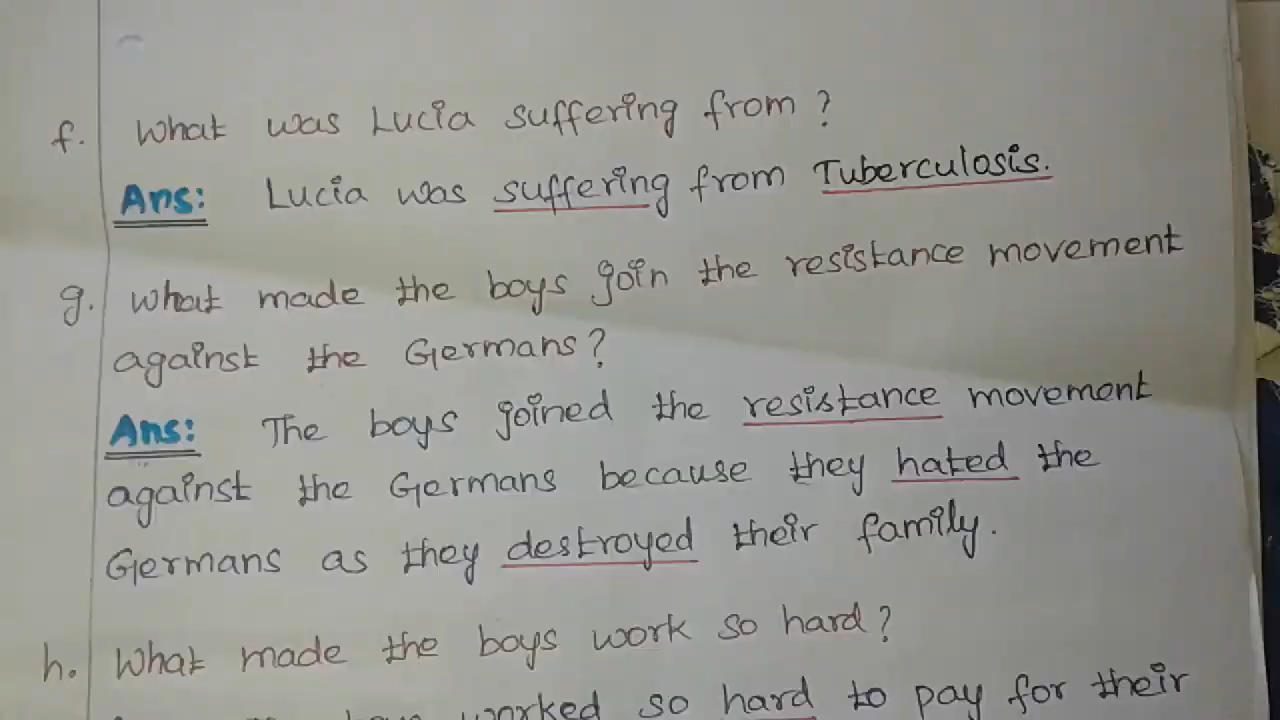 f. What was Lucia suffering from?
Ans: Lucia was suffering from Tuberculosis.
g. What made the boys join the resistance movement
against the Germans?
Ans: The boys joined the resistance movement
against the Germans because they hated the
Germans as they destroyed their family.
h. What made the boys work so hard?
worked so hard to pay for their